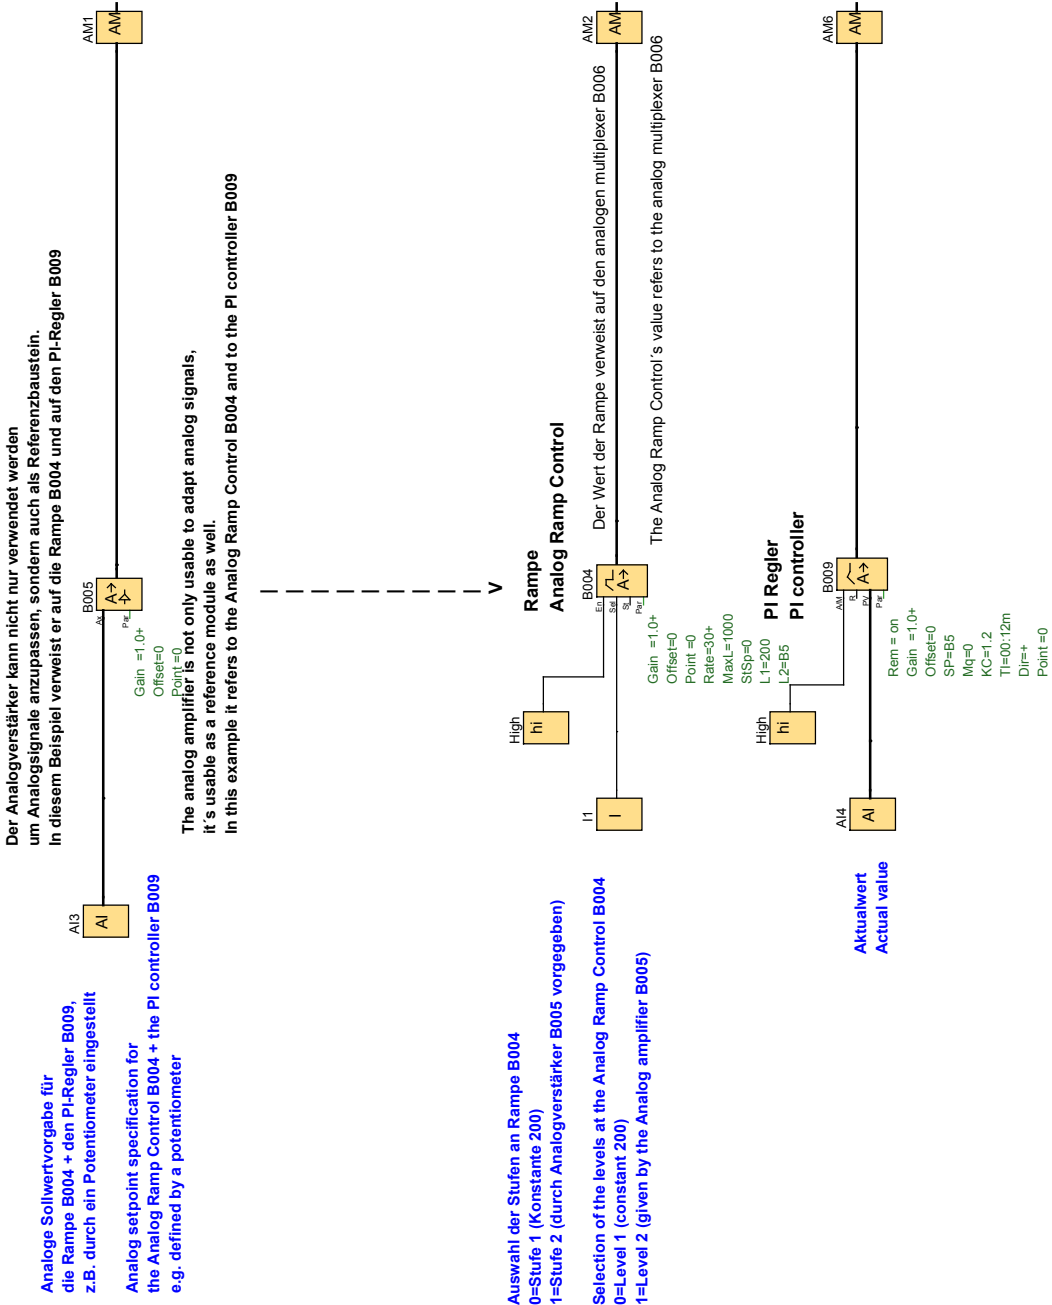 Der Analogverstärker kann nicht nur verwendet werden
um Analogsignale anzupassen, sondern auch als Referenzbaustein.
In diesem Beispiel verweist er auf die Rampe B004 und auf den PI-Regler B009
Analoge Sollwertvorgabe für
die Rampe B004 + den PI-Regler B009,
z.B. durch ein Potentiometer eingestellt
Analog setpoint specification for
the Analog Ramp Control B004 + the PI controller B009
e.g. defined by a potentiometer
AI3
AI
B005
A→
Ax
Par
Gain =1.0+
Offset=0
Point =0
AM1
AM
The analog amplifier is not only usable to adapt analog signals,
it´s usable as a reference module as well.
In this example it refers to the Analog Ramp Control B004 and to the PI controller B009
Auswahl der Stufen an Rampe B004
0=Stufe 1 (Konstante 200)
1=Stufe 2 (durch Analogverstärker B005 vorgegeben)
Selection of the levels at the Analog Ramp Control B004
0=Level 1 (constant 200)
1=Level 2 (given by the Analog amplifier B005)
High
hi
I1
I
Rampe
Analog Ramp Control
B004
A→
En
Sel
St
Par
Gain =1.0+
Offset=0
Point =0
Rate=30+
MaxL=1000
StSp=0
L1=200
L2=B5
Der Wert der Rampe verweist auf den analogen multiplexer B006
The Analog Ramp Control´s value refers to the analog multiplexer B006
AM2
AM
PI Regler
PI controller
High
hi
AI4
AI
Aktualwert
Actual value
B009
A→
A/M
R
PV
Par
Rem = on
Gain =1.0+
Offset=0
SP=B5
Mq=0
KC=1.2
TI=00:12m
Dir=+
Point =0
AM6
AM